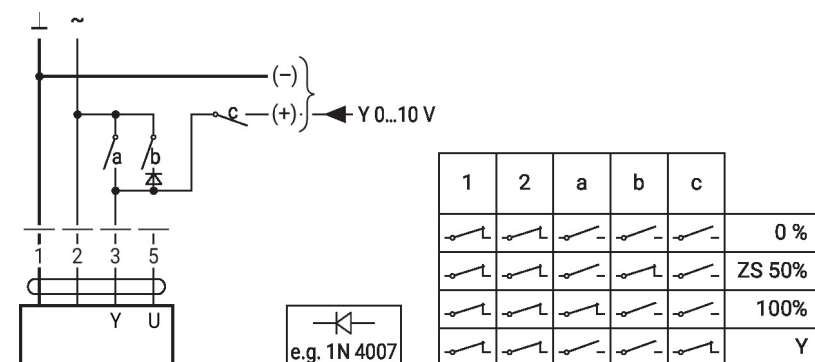 ⊥ ~
(–)
c (+) Y 0...10 V
a b
1 2 3 5
Y U
e.g. 1N 4007
1 2 a b c
0 %
ZS 50%
100%
Y